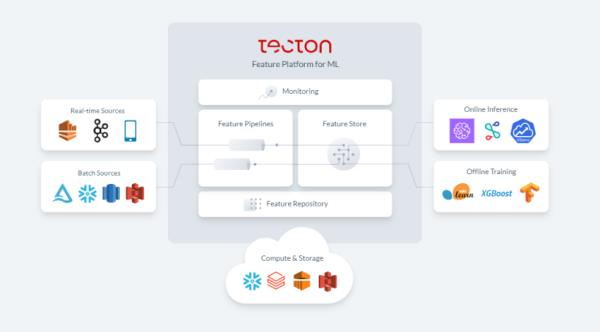 tecton
Feature Platform for ML
Monitoring
Real-time Sources
Feature Pipelines
Feature Store
Online Inference
Batch Sources
Offline Training
learn
XGBoost
Feature Repository
Compute & Storage